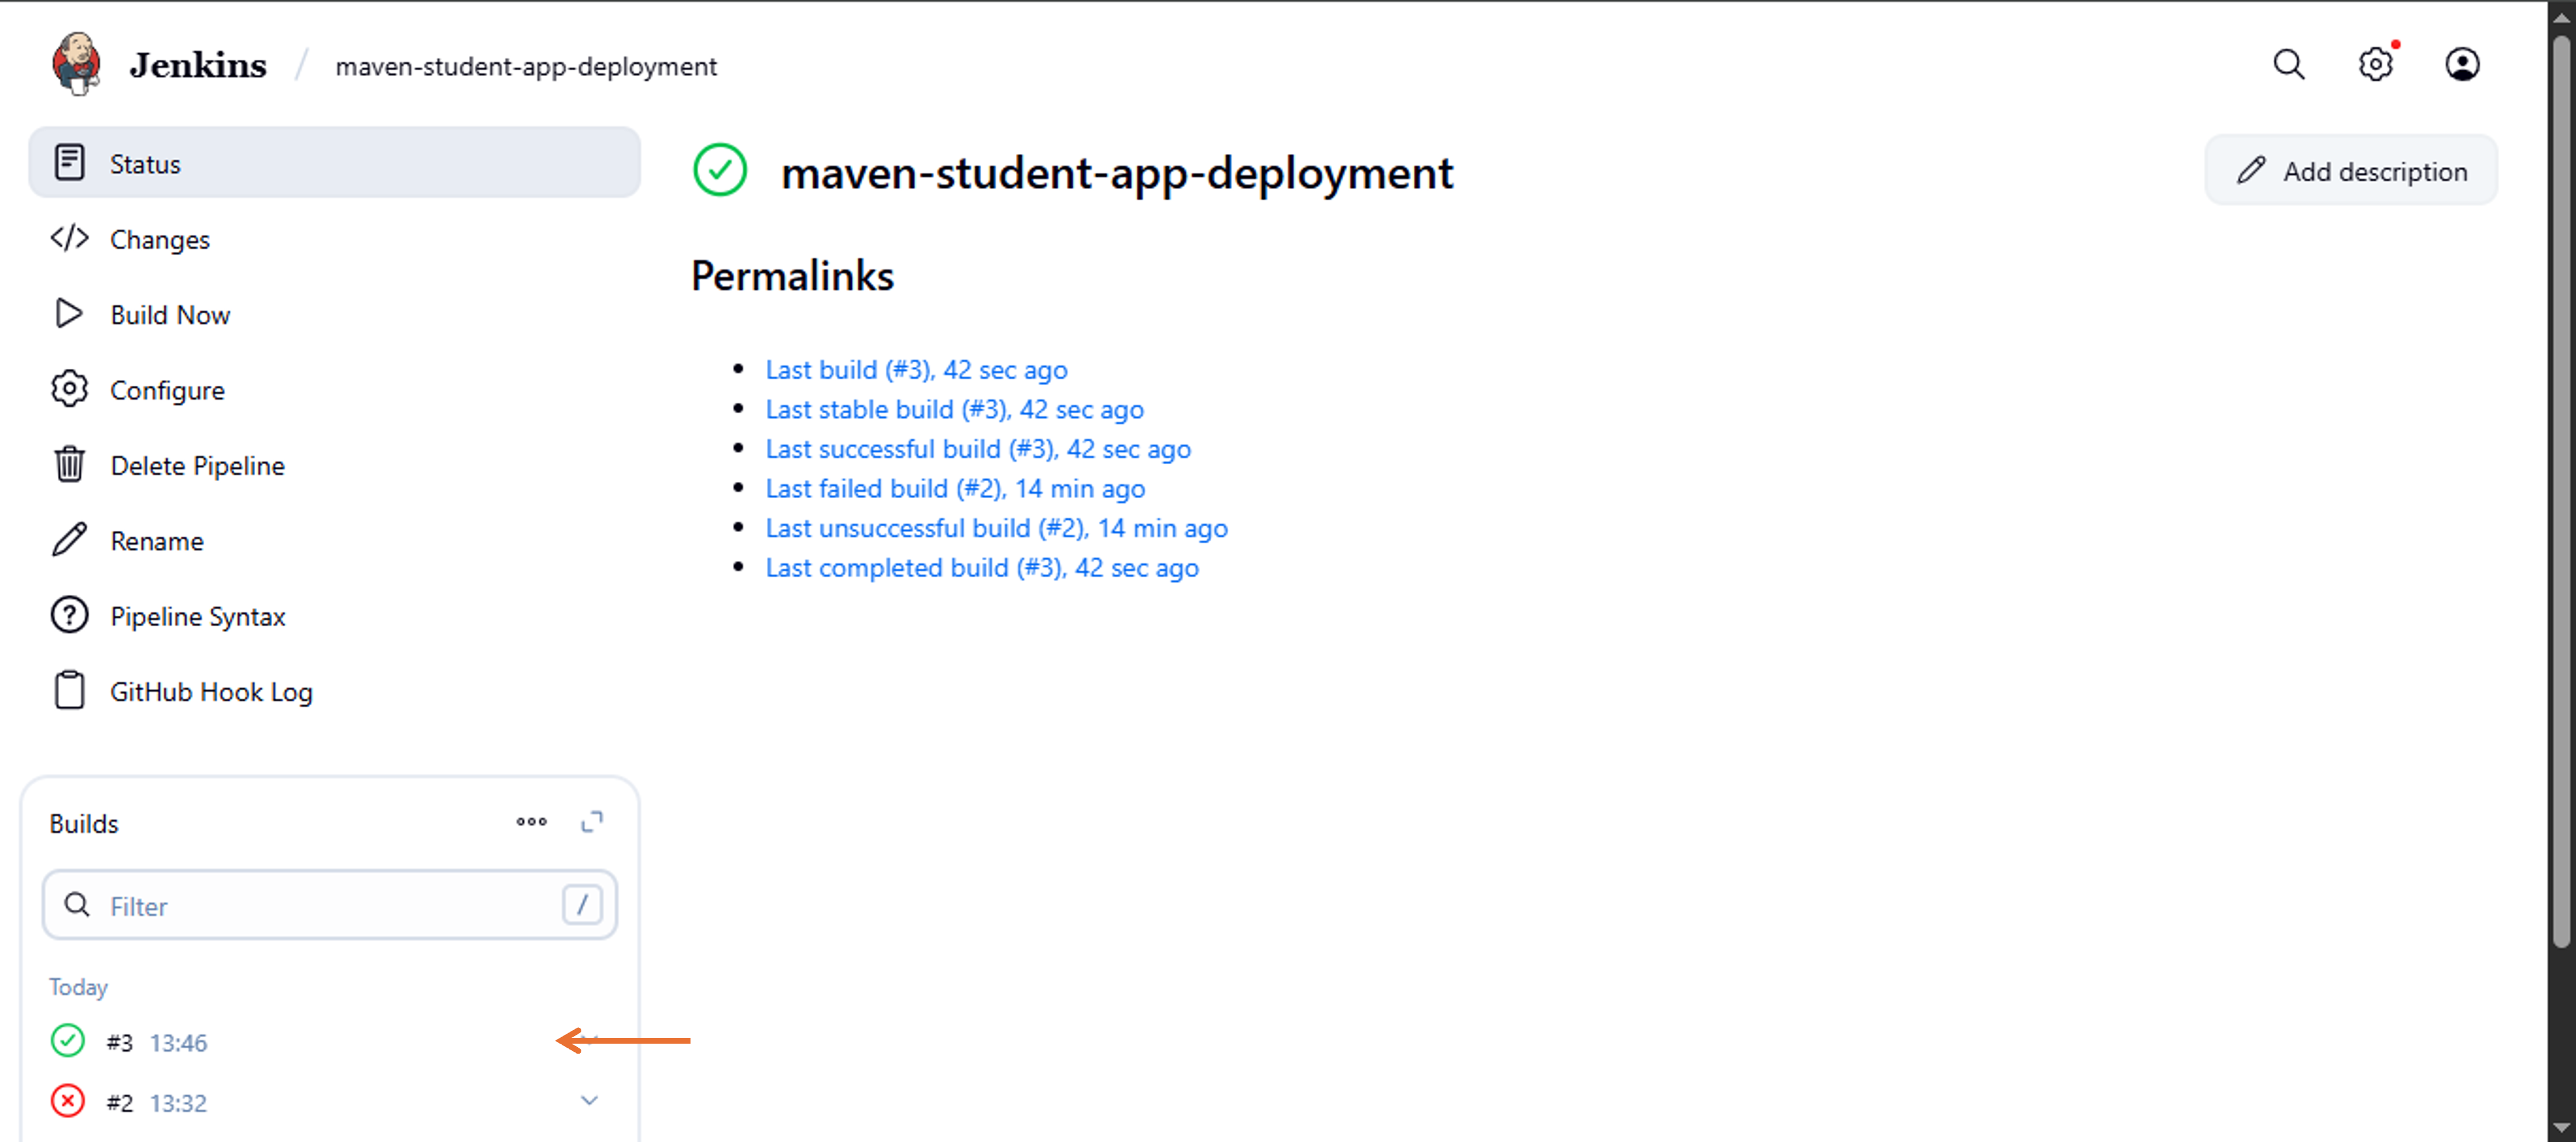 Jenkins / maven-student-app-deployment
Status
Changes
Build Now
Configure
Delete Pipeline
Rename
Pipeline Syntax
GitHub Hook Log
Builds
Filter /
Today
#3 13:46
#2 13:32
maven-student-app-deployment
Add description
Permalinks
Last build (#3), 42 sec ago
Last stable build (#3), 42 sec ago
Last successful build (#3), 42 sec ago
Last failed build (#2), 14 min ago
Last unsuccessful build (#2), 14 min ago
Last completed build (#3), 42 sec ago